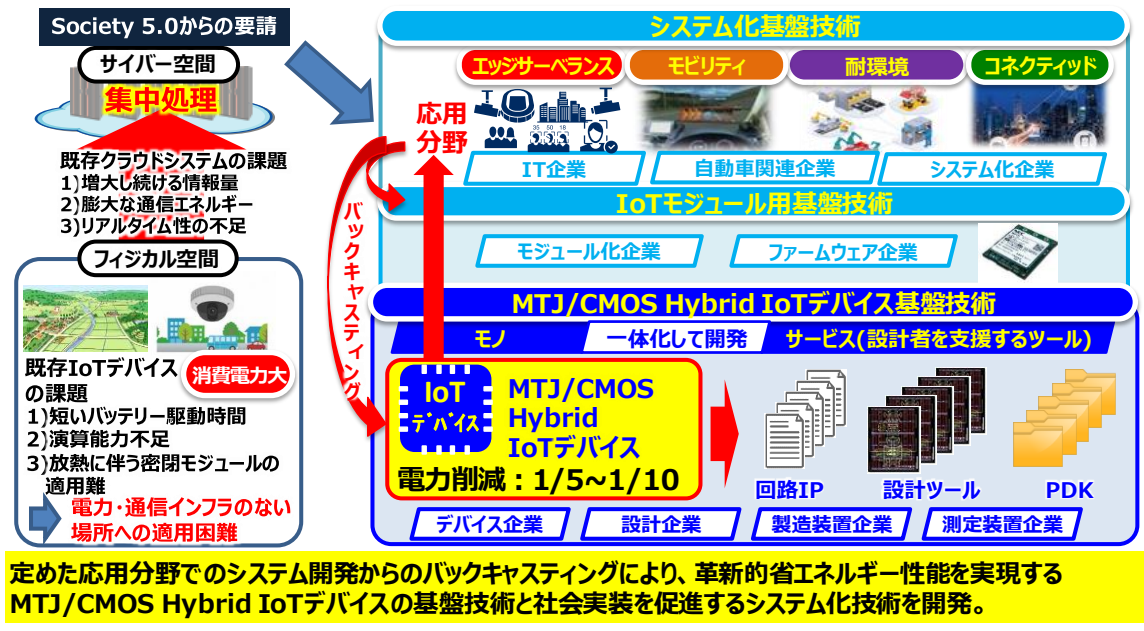 Society 5.0からの要請
サイバー空間
集中処理
既存クラウドシステムの課題
1)増大し続ける情報量
2)膨大な通信エネルギー
3)リアルタイム性の不足
フィジカル空間
既存IoTデバイス
の課題
消費電力大
1)短いバッテリー駆動時間
2)演算能力不足
3)放熱に伴う密閉モジュールの
適用難
電力・通信インフラのない
場所への適用困難
システム化基盤技術
エッジサーベランス
モビリティ
耐環境
コネクティッド
応用
分野
35 50 18
IT企業
自動車関連企業
システム化企業
バックキャスティング
IoTモジュール用基盤技術
モジュール化企業
ファームウェア企業
MTJ/CMOS Hybrid IoTデバイス基盤技術
モノ
一体化して開発
サービス(設計者を支援するツール)
IoT
デバイス
MTJ/CMOS
Hybrid
IoTデバイス
電力削減：1/5~1/10
回路IP
設計ツール
PDK
デバイス企業
設計企業
製造装置企業
測定装置企業
定めた応用分野でのシステム開発からのバックキャスティングにより、革新的省エネルギー性能を実現する
MTJ/CMOS Hybrid IoTデバイスの基盤技術と社会実装を促進するシステム化技術を開発。